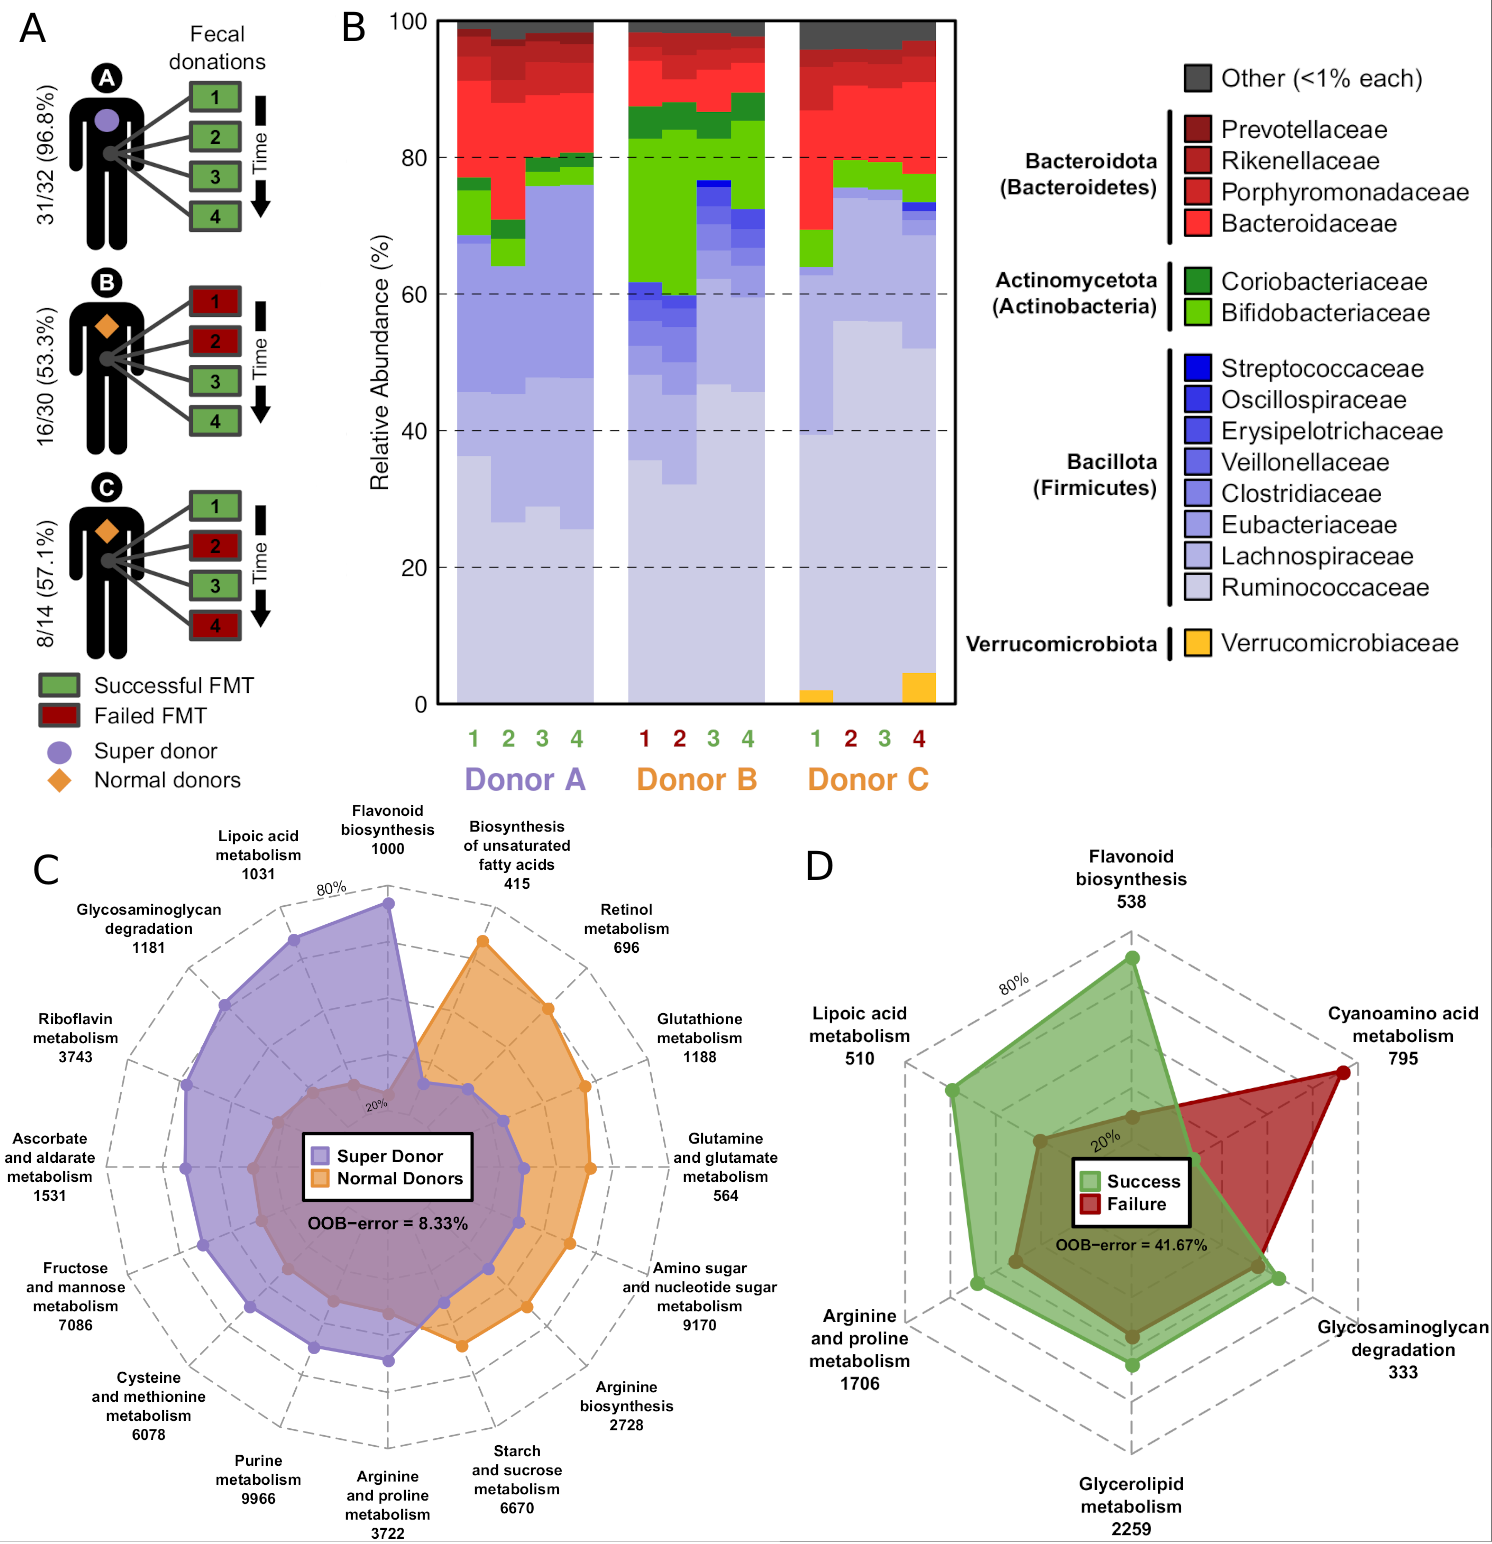 A
Fecal
donations
A
31/32 (96.8%)
1
2
3
4
Time
B
16/30 (53.3%)
1
2
3
4
Time
C
8/14 (57.1%)
1
2
3
4
Time
Successful FMT
Failed FMT
Super donor
Normal donors
B
Relative Abundance (%)
100
80
60
40
20
0
1 2 3 4
1 2 3 4
1 2 3 4
Donor A
Donor B
Donor C
Other (<1% each)
Bacteroidota
(Bacteroidetes)
Prevotellaceae
Rikenellaceae
Porphyromonadaceae
Bacteroidaceae
Actinomycetota
(Actinobacteria)
Coriobacteriaceae
Bifidobacteriaceae
Bacillota
(Firmicutes)
Streptococcaceae
Oscillospiraceae
Erysipelotrichaceae
Veillonellaceae
Clostridiaceae
Eubacteriaceae
Lachnospiraceae
Ruminococcaceae
Verrucomicrobiota
Verrucomicrobiaceae
C
Flavonoid
biosynthesis
1000
Biosynthesis
of unsaturated
fatty acids
415
Retinol
metabolism
696
Glutathione
metabolism
1188
Glutamine
and glutamate
metabolism
564
Amino sugar
and nucleotide sugar
metabolism
9170
Arginine
biosynthesis
2728
Starch
and sucrose
metabolism
6670
Arginine
and proline
metabolism
3722
Purine
metabolism
9966
Cysteine
and methionine
metabolism
6078
Fructose
and mannose
metabolism
7086
Ascorbate
and aldarate
metabolism
1531
Riboflavin
metabolism
3743
Glycosaminoglycan
degradation
1181
Lipoic acid
metabolism
1031
80%
20%
Super Donor
Normal Donors
OOB−error = 8.33%
D
Flavonoid
biosynthesis
538
Cyanoamino acid
metabolism
795
Glycosaminoglycan
degradation
333
Glycerolipid
metabolism
2259
Arginine
and proline
metabolism
1706
Lipoic acid
metabolism
510
80%
20%
Success
Failure
OOB−error = 41.67%